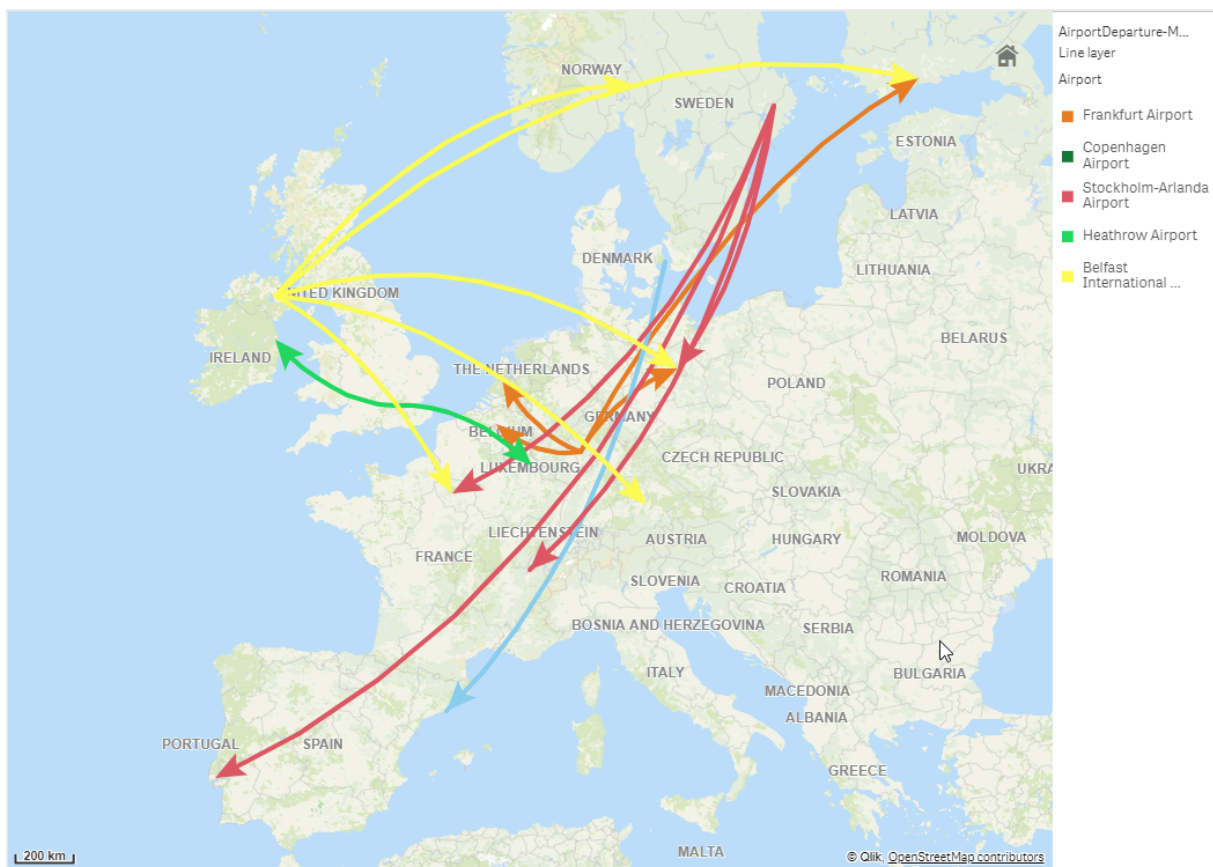 NORWAY
SWEDEN
ESTONIA
LATVIA
DENMARK
LITHUANIA
UNITED KINGDOM
BELARUS
IRELAND
THE NETHERLANDS
POLAND
GERMANY
BELGIUM
CZECH REPUBLIC
LUXEMBOURG
UKRA
SLOVAKIA
LIECHTENSTEIN
AUSTRIA
HUNGARY
MOLDOVA
FRANCE
SLOVENIA
ROMANIA
CROATIA
BOSNIA AND HERZEGOVINA
SERBIA
ITALY
BULGARIA
MACEDONIA
ALBANIA
PORTUGAL
SPAIN
GREECE
MALTA
200 km
© Qlik, OpenStreetMap contributors
AirportDeparture-M...
Line layer
Airport
Frankfurt Airport
Copenhagen
Airport
Stockholm-Arlanda
Airport
Heathrow Airport
Belfast
International ...